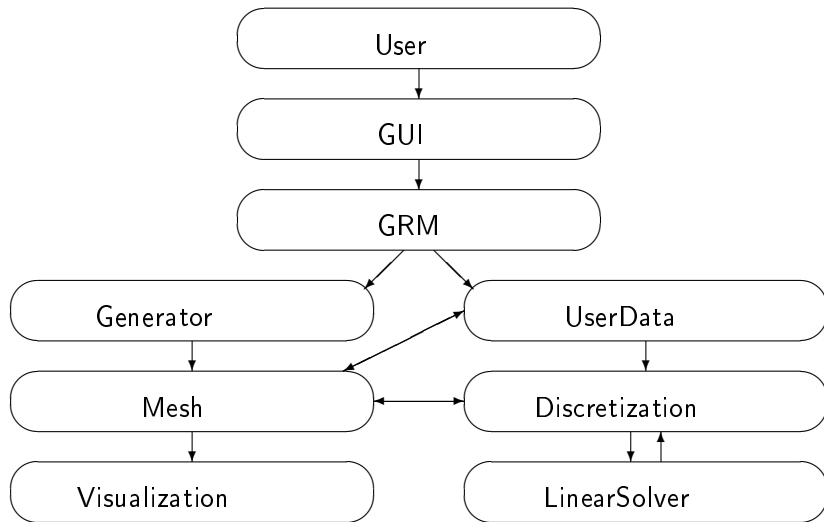 User
GUI
GRM
Generator
UserData
Mesh
Discretization
Visualization
LinearSolver